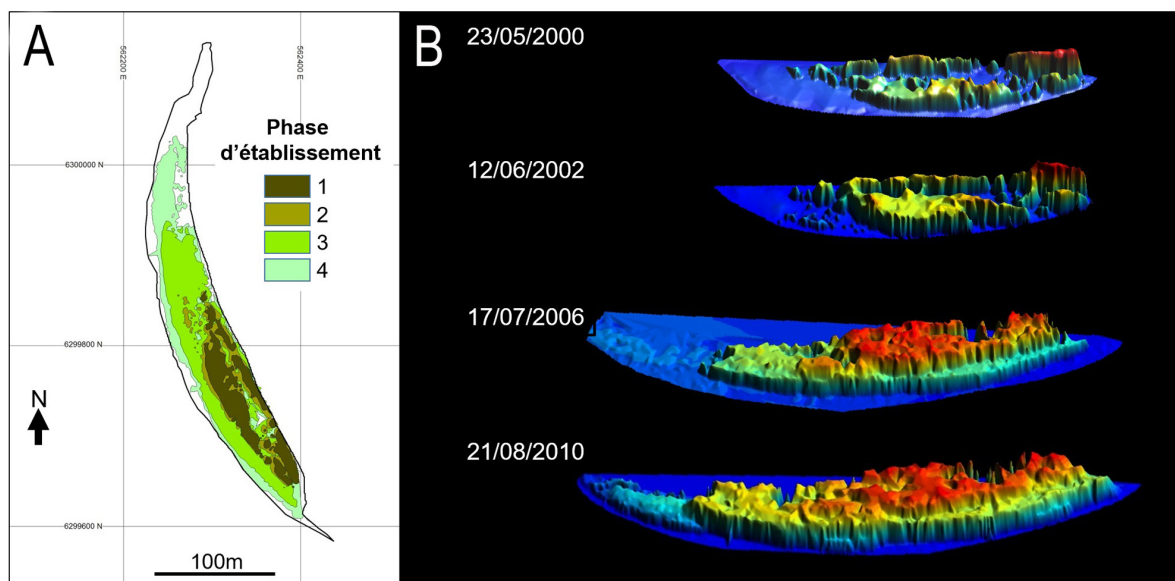 A
562200 E
562400 E
Phase
d'établissement
1
2
3
4
6300000 N
6299800 N
6299600 N
N
100m
B
23/05/2000
12/06/2002
17/07/2006
21/08/2010